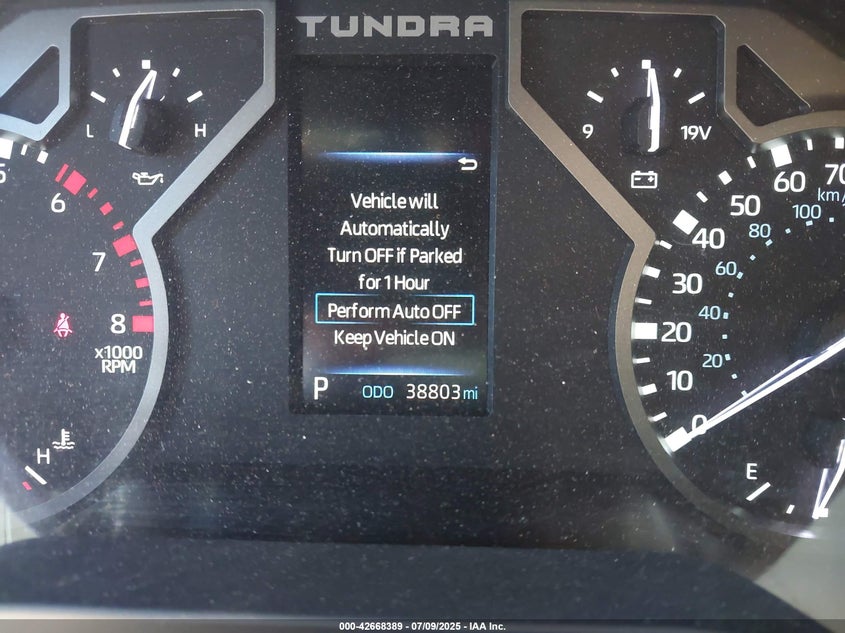 TUNDRA
L H
9 19V
5
6
7
8
x1000
RPM
H
Vehicle will
Automatically
Turn OFF if Parked
for 1 Hour
Perform Auto OFF
Keep Vehicle ON
P ODO 38803 mi
70
60
50
40
30
20
10
0
km/
100
80
60
40
20
E
000-42668389 - 07/09/2025 - IAA Inc.